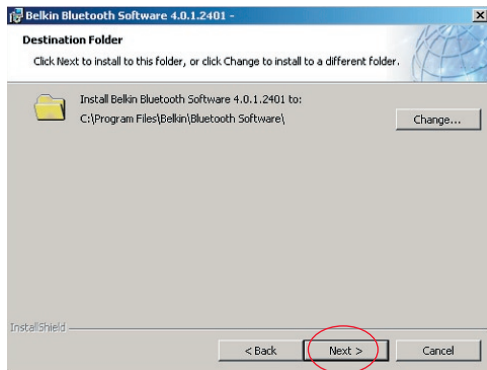 Belkin Bluetooth Software 4.0.1.2401 -
Destination Folder
Click Next to install to this folder, or click Change to install to a different folder.
Install Belkin Bluetooth Software 4.0.1.2401 to:
C:\Program Files\Belkin\Bluetooth Software\
Change...
InstallShield
< Back Next > Cancel